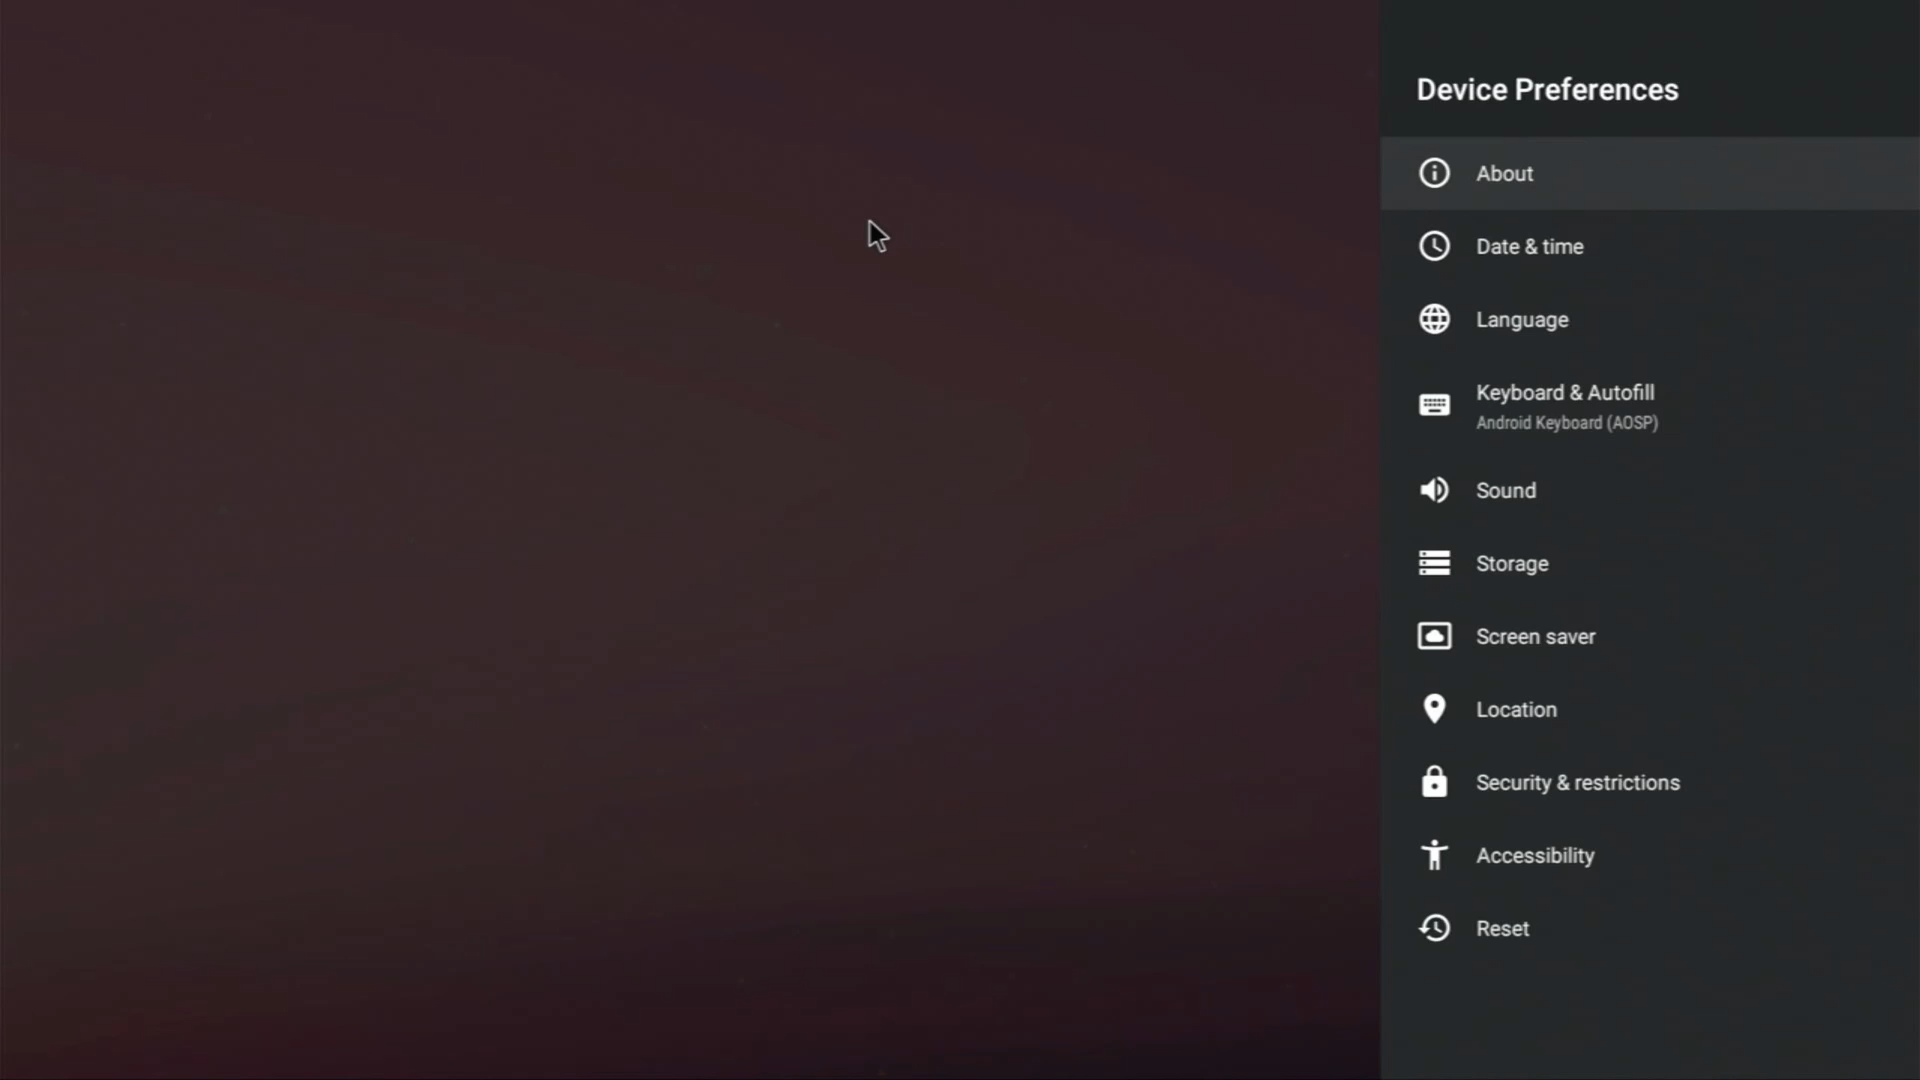 Device Preferences
About
Date & time
Language
Keyboard & Autofill
Android Keyboard (AOSP)
Sound
Storage
Screen saver
Location
Security & restrictions
Accessibility
Reset